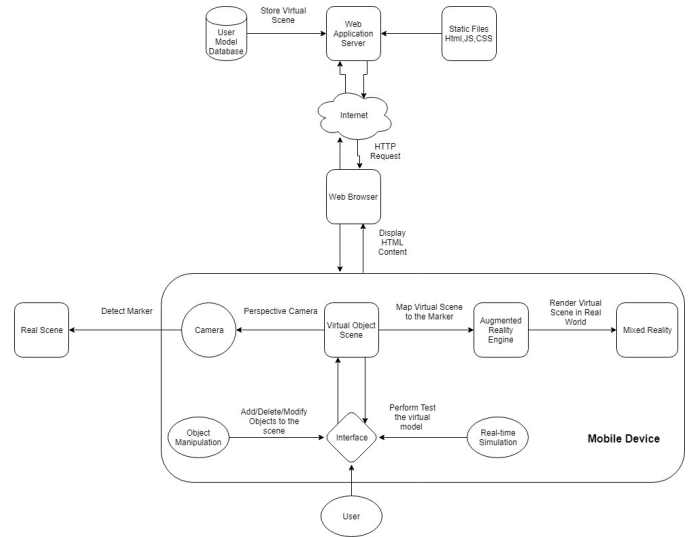 Store Virtual
Scene
User
Model
Database
Web
Application
Server
Static Files
Html,JS,CSS
Internet
HTTP
Request
Web Browser
Display
HTML
Content
Real Scene
Detect Marker
Camera
Perspective Camera
Virtual Object
Scene
Map Virtual Scene
to the Marker
Augmented
Reality
Engine
Render Virtual
Scene in Real
World
Mixed Reality
Object
Manipulation
Add/Delete/Modify
Objects to the
scene
Interface
Perform Test
the virtual
model
Real-time
Simulation
Mobile Device
User